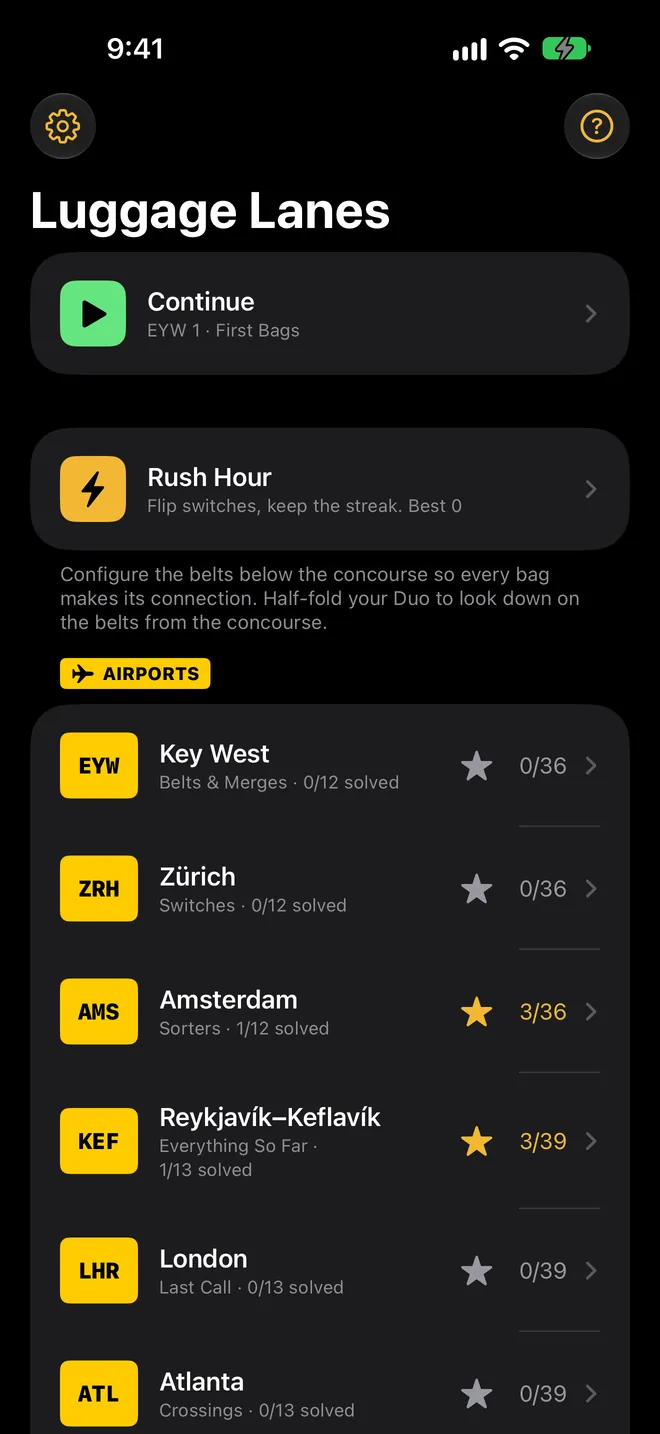 9:41
Luggage Lanes
Continue
EYW 1 · First Bags
Rush Hour
Flip switches, keep the streak. Best 0
Configure the belts below the concourse so every bag
makes its connection. Half-fold your Duo to look down on
the belts from the concourse.
AIRPORTS
EYW
Key West
Belts & Merges · 0/12 solved
0/36
ZRH
Zürich
Switches · 0/12 solved
0/36
AMS
Amsterdam
Sorters · 1/12 solved
3/36
KEF
Reykjavík–Keflavík
Everything So Far ·
1/13 solved
3/39
LHR
London
Last Call · 0/13 solved
0/39
ATL
Atlanta
Crossings · 0/13 solved
0/39